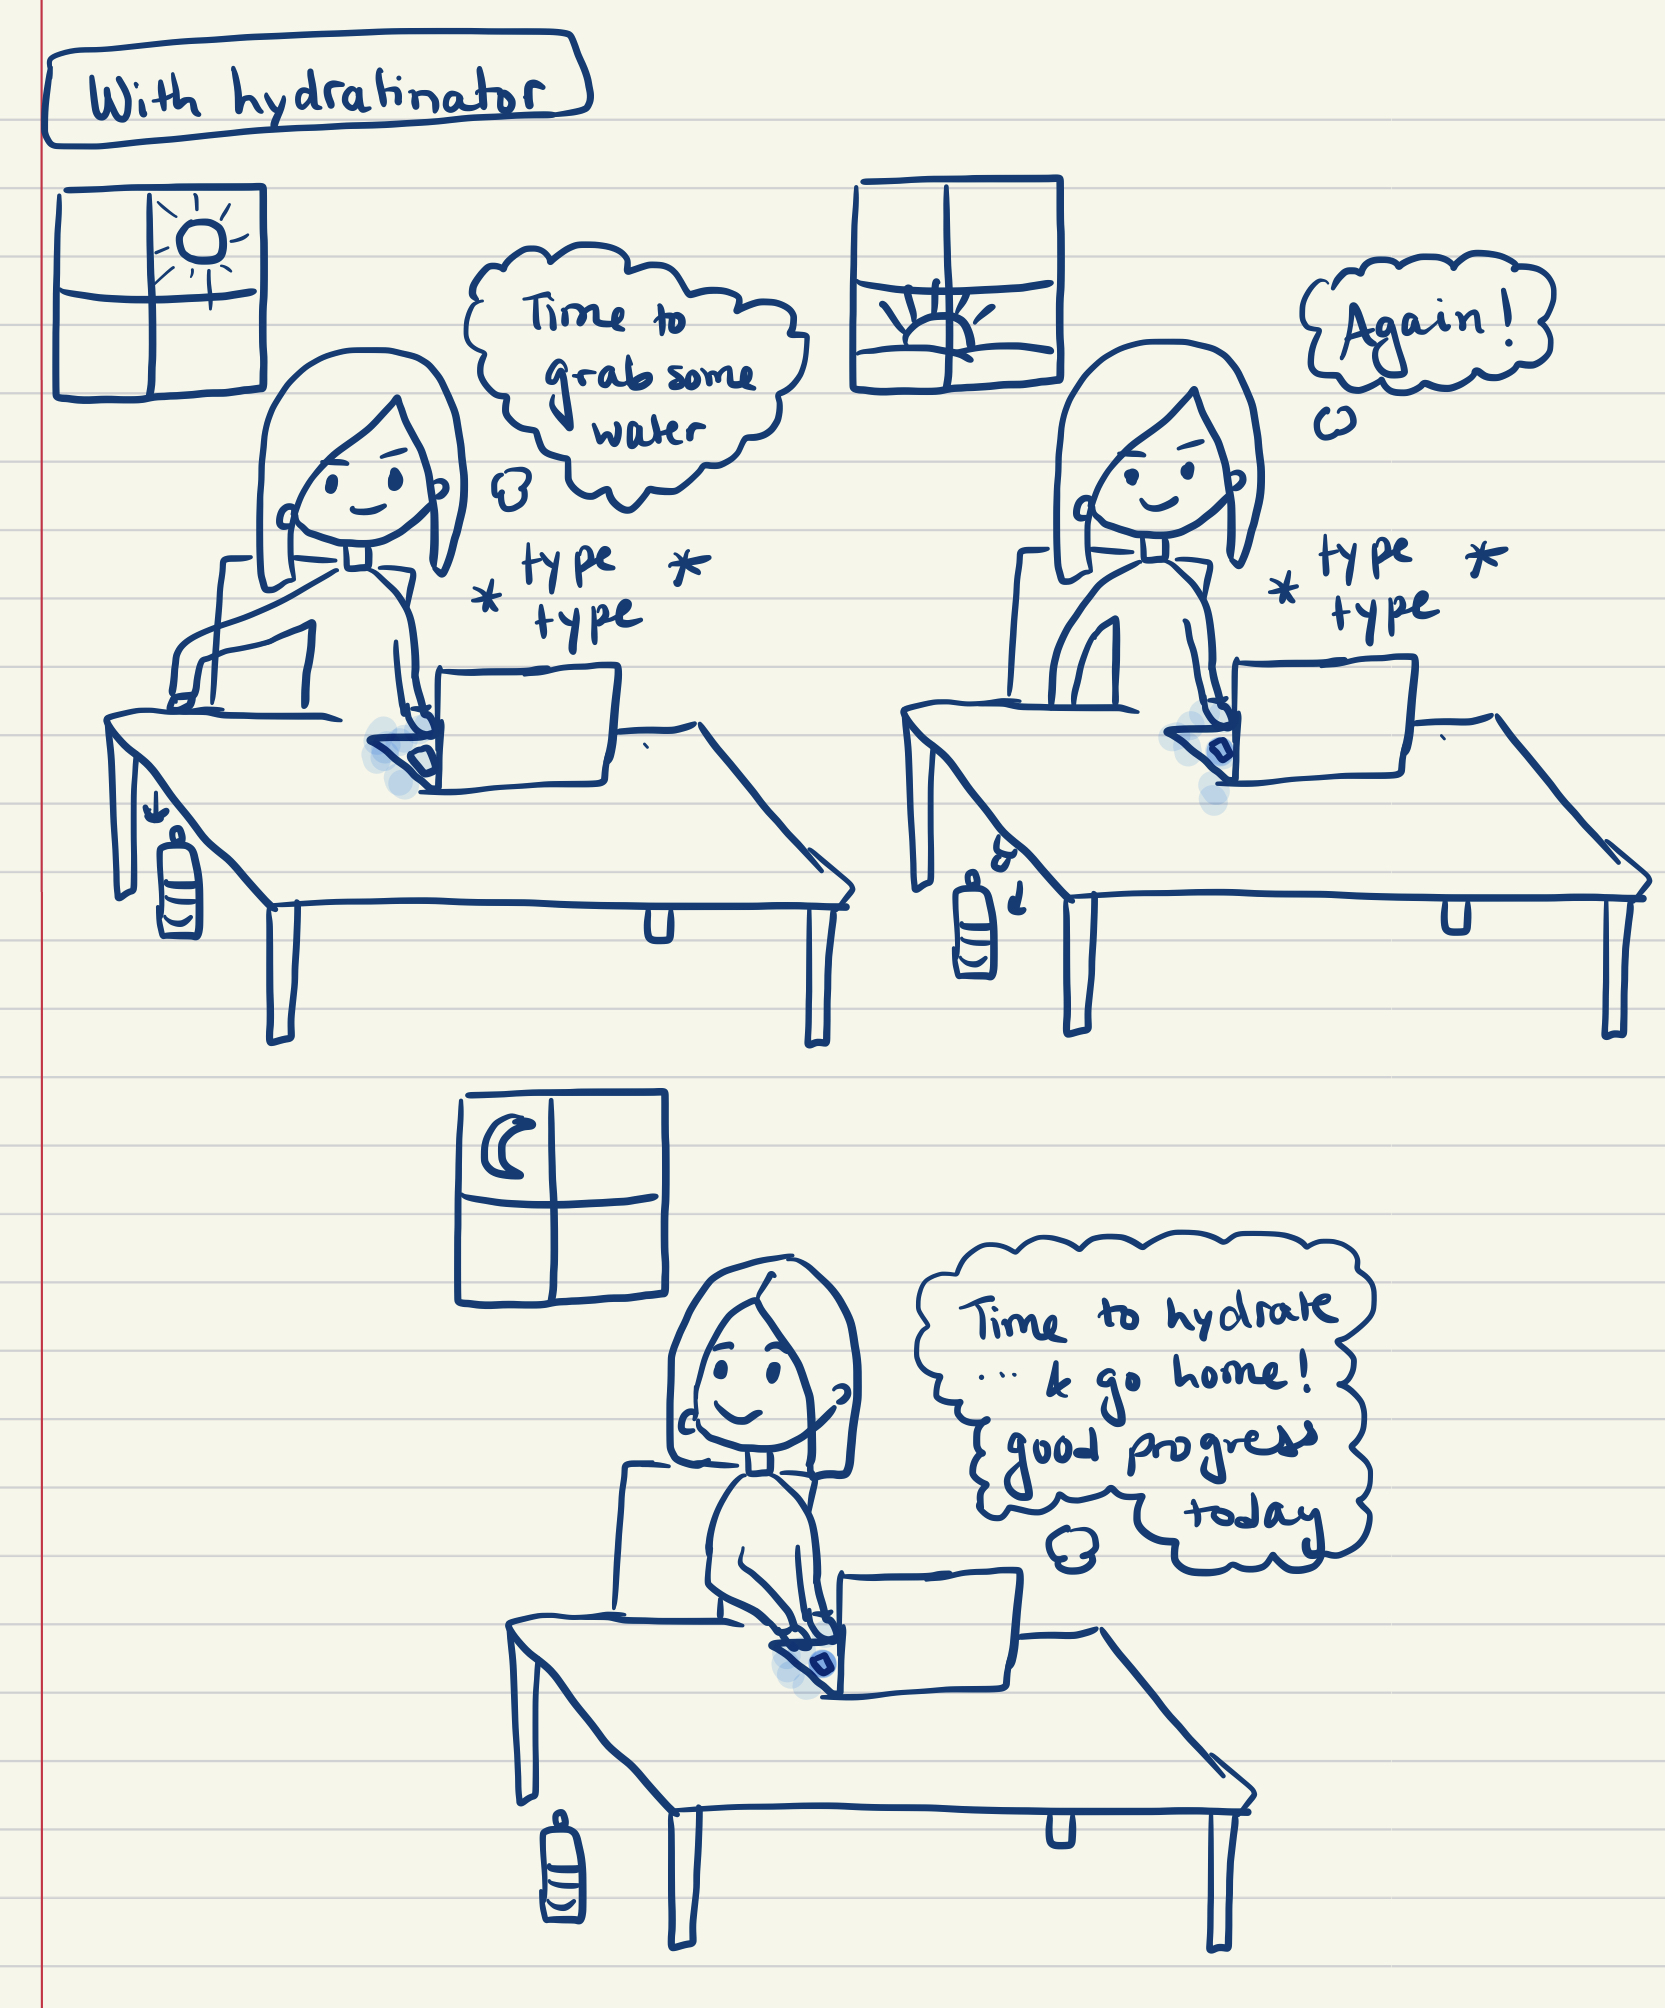 With hydratinator
Time to
grab some
water
* type *
type
Again!
* type *
type
Time to hydrate
... & go home!
good progress
today